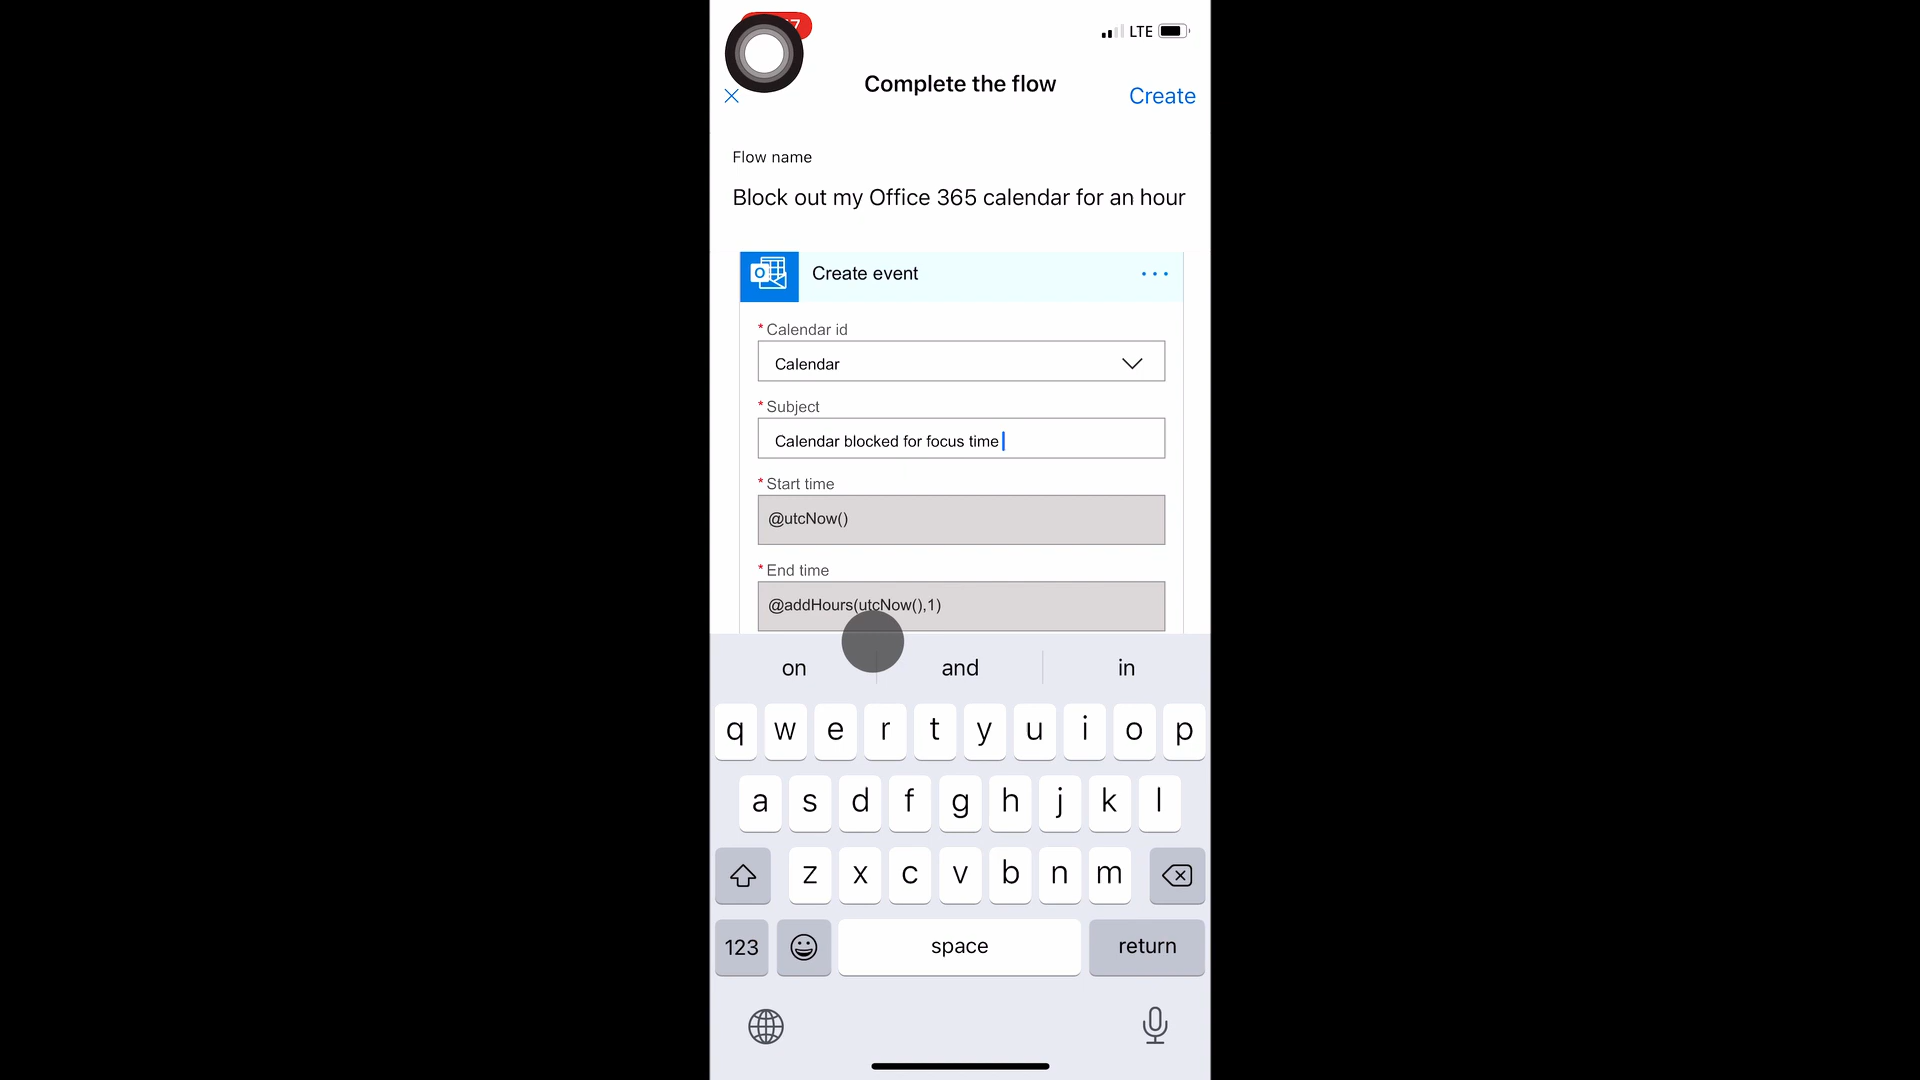 7
LTE
Complete the flow
Create
Flow name
Block out my Office 365 calendar for an hour
Create event
* Calendar id
Calendar
* Subject
Calendar blocked for focus time
* Start time
@utcNow()
* End time
@addHours(utcNow(),1)
on and in
q w e r t y u i o p
a s d f g h j k l
z x c v b n m
123 space return